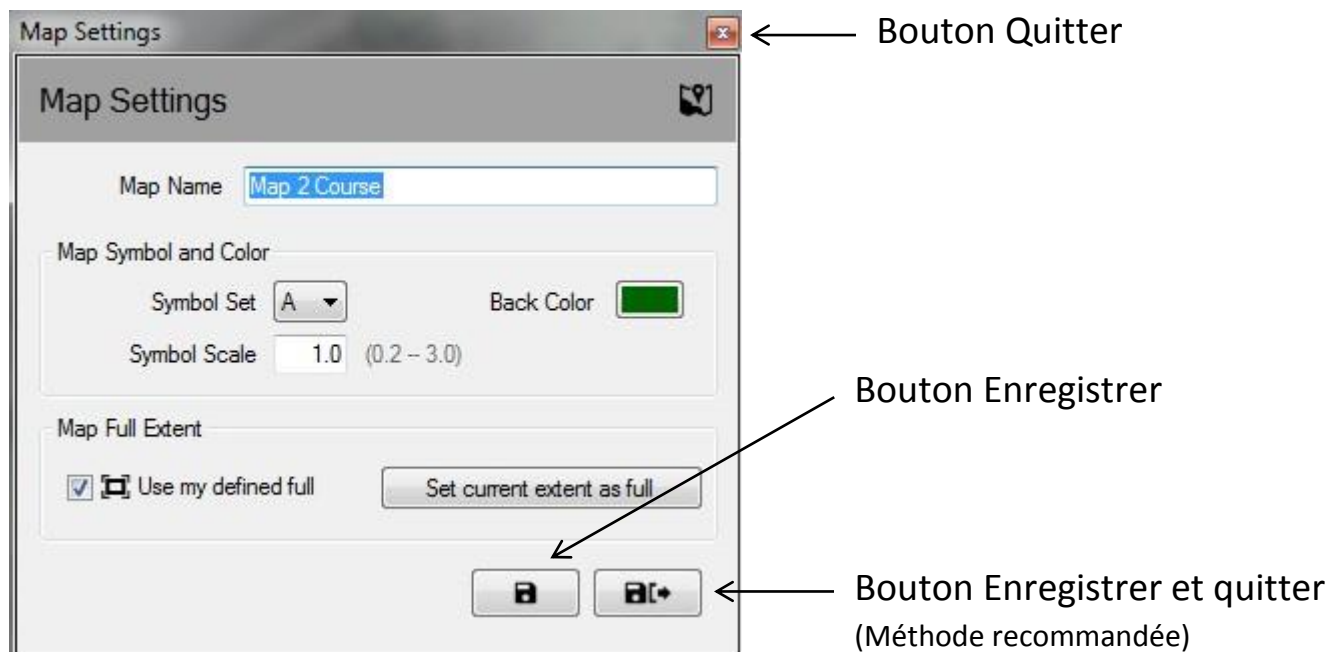 Map Settings
Bouton Quitter
Map Settings
Map Name Map 2 Course
Map Symbol and Color
Symbol Set A Back Color
Symbol Scale 1.0 (0.2 – 3.0)
Bouton Enregistrer
Map Full Extent
Use my defined full Set current extent as full
Bouton Enregistrer et quitter
(Méthode recommandée)